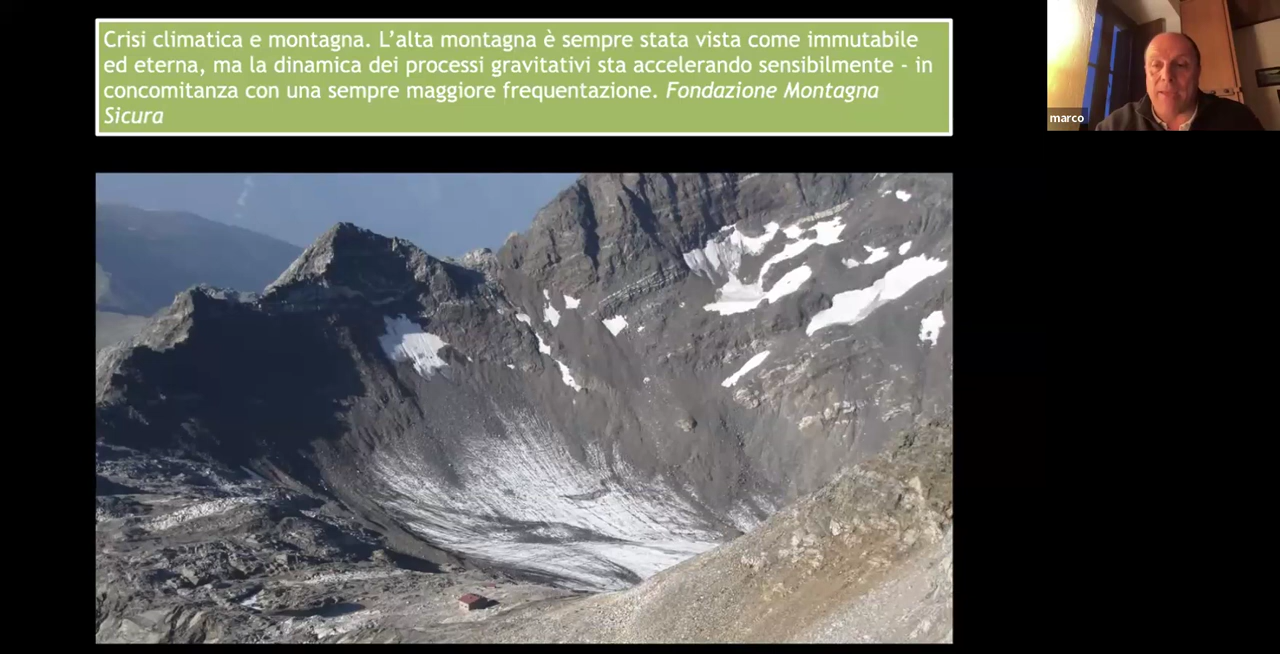 Crisi climatica e montagna. L’alta montagna è sempre stata vista come immutabile
ed eterna, ma la dinamica dei processi gravitativi sta accelerando sensibilmente - in
concomitanza con una sempre maggiore frequentazione. Fondazione Montagna
Sicura
marco